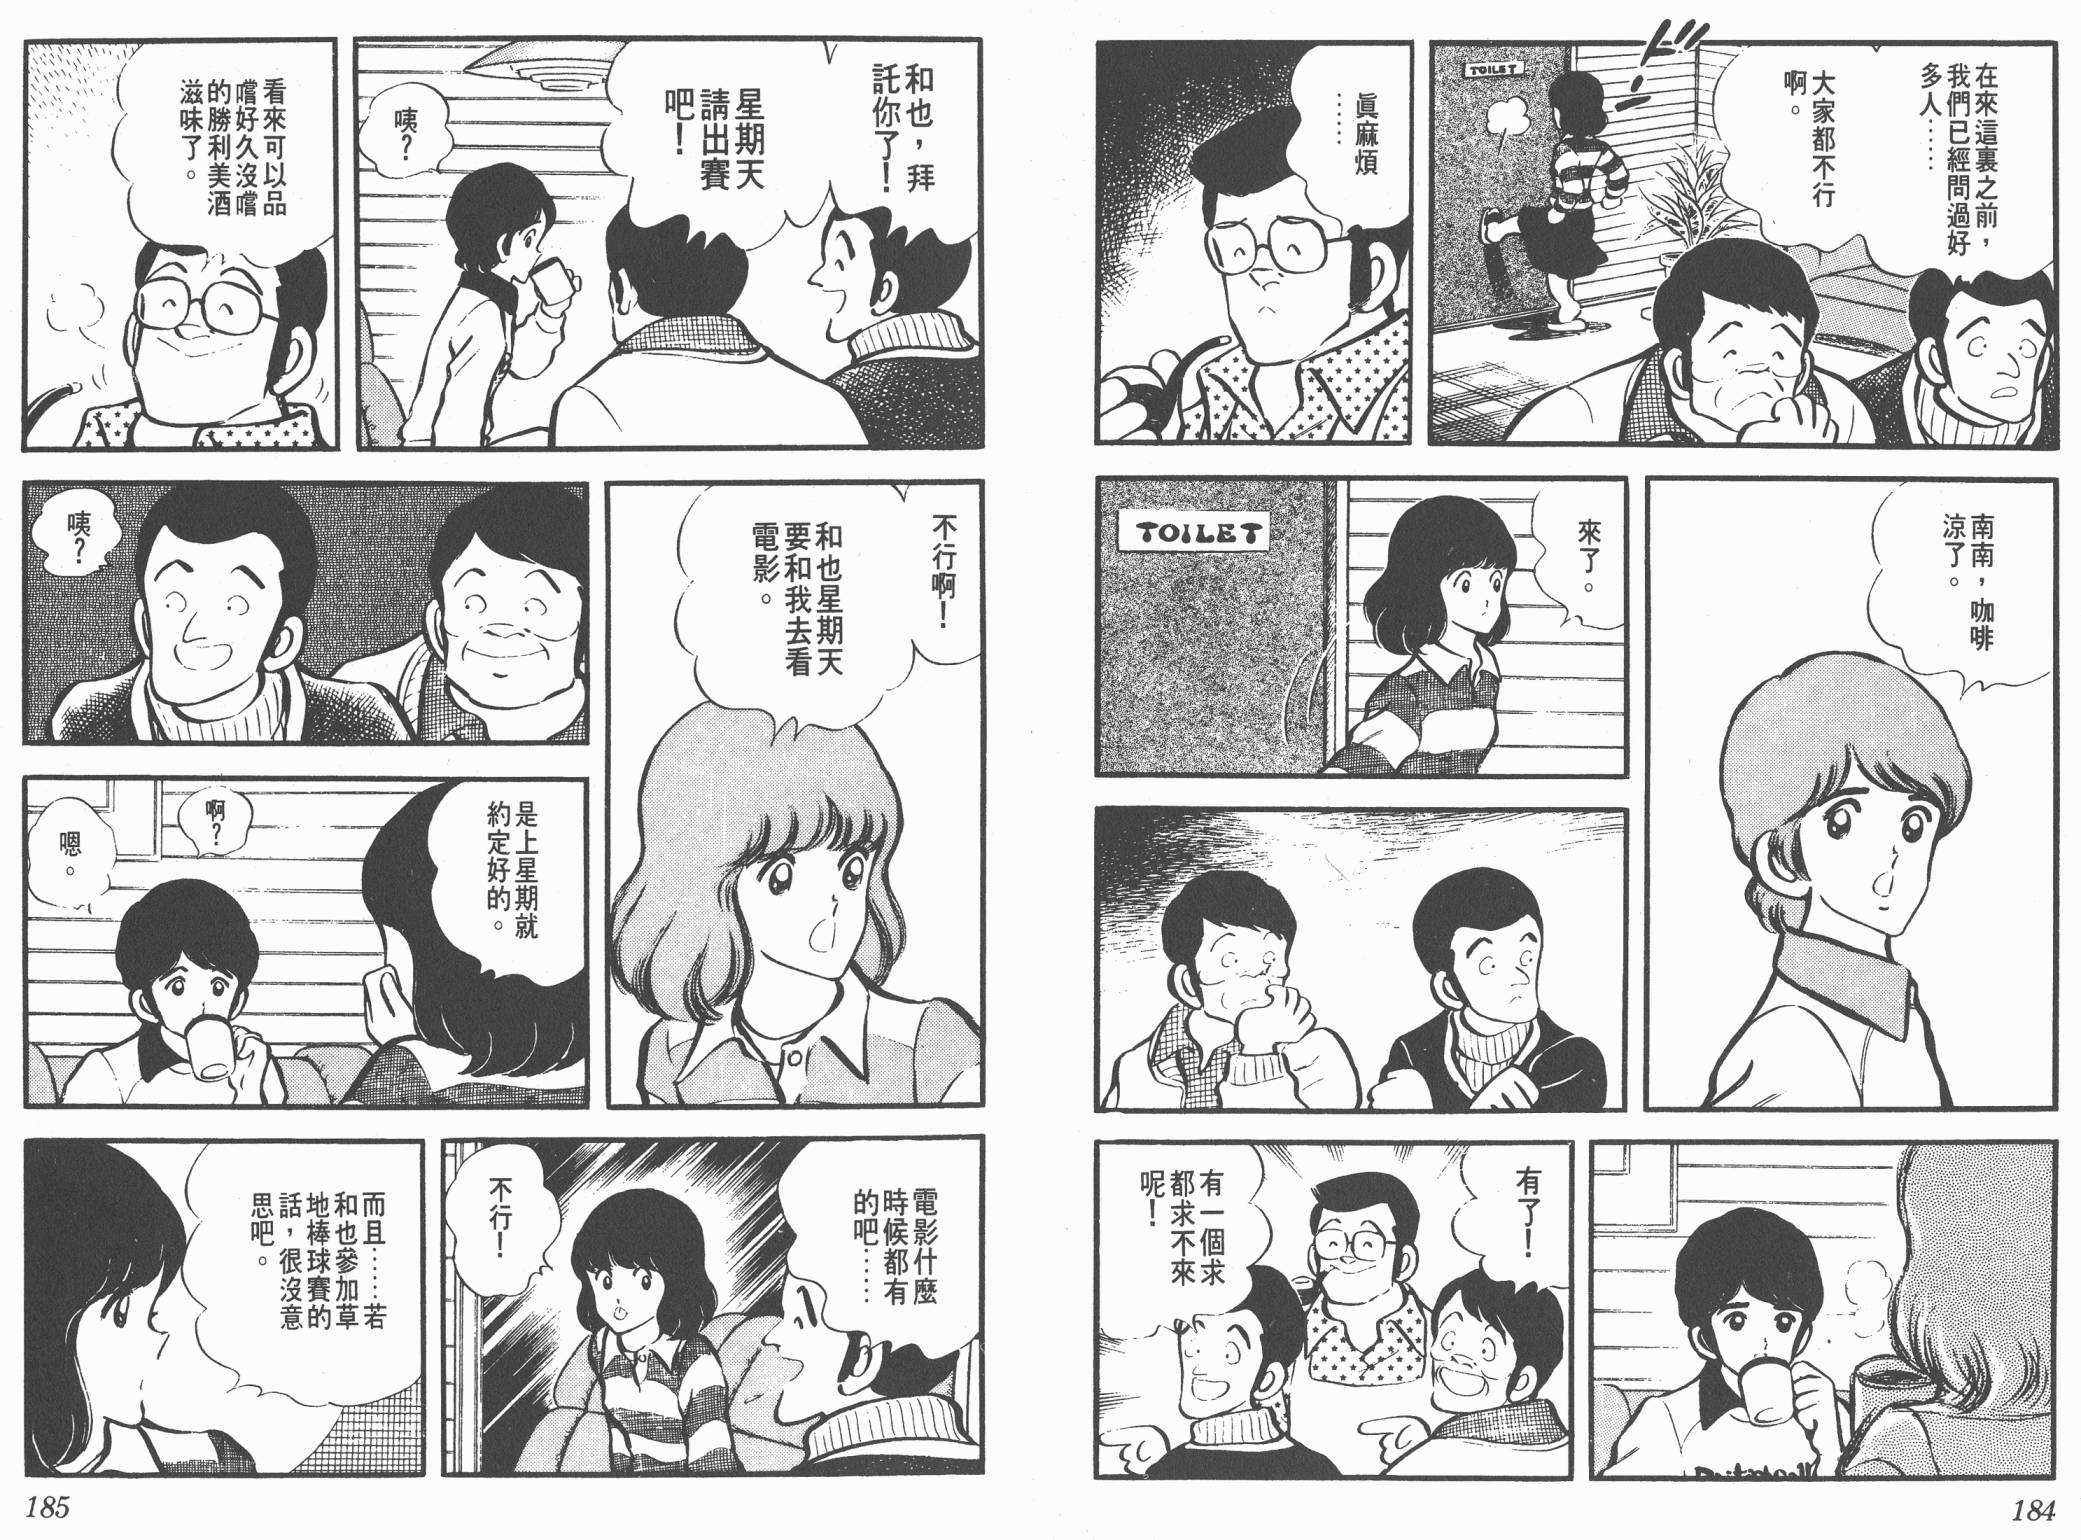 在來這裏之前，
我們已經問過好
多人……
大家都不行
啊。
TOILET
眞麻煩
……
南南，咖啡
涼了。
來了。
TOILET
有了！
有一個求
都求不來
呢！
184
和也，拜
託你了！
星期天
請出賽
吧！
咦？
看來可以品
嚐好久沒嚐
的勝利美酒
滋味了。
不行啊！
和也星期天
要和我去看
電影。
咦？
是上星期就
約定好的。
啊？
嗯。
電影什麼
時候都有
的吧……
不行！
而且……若
和也參加草
地棒球賽的
話，很沒意
思吧。
185